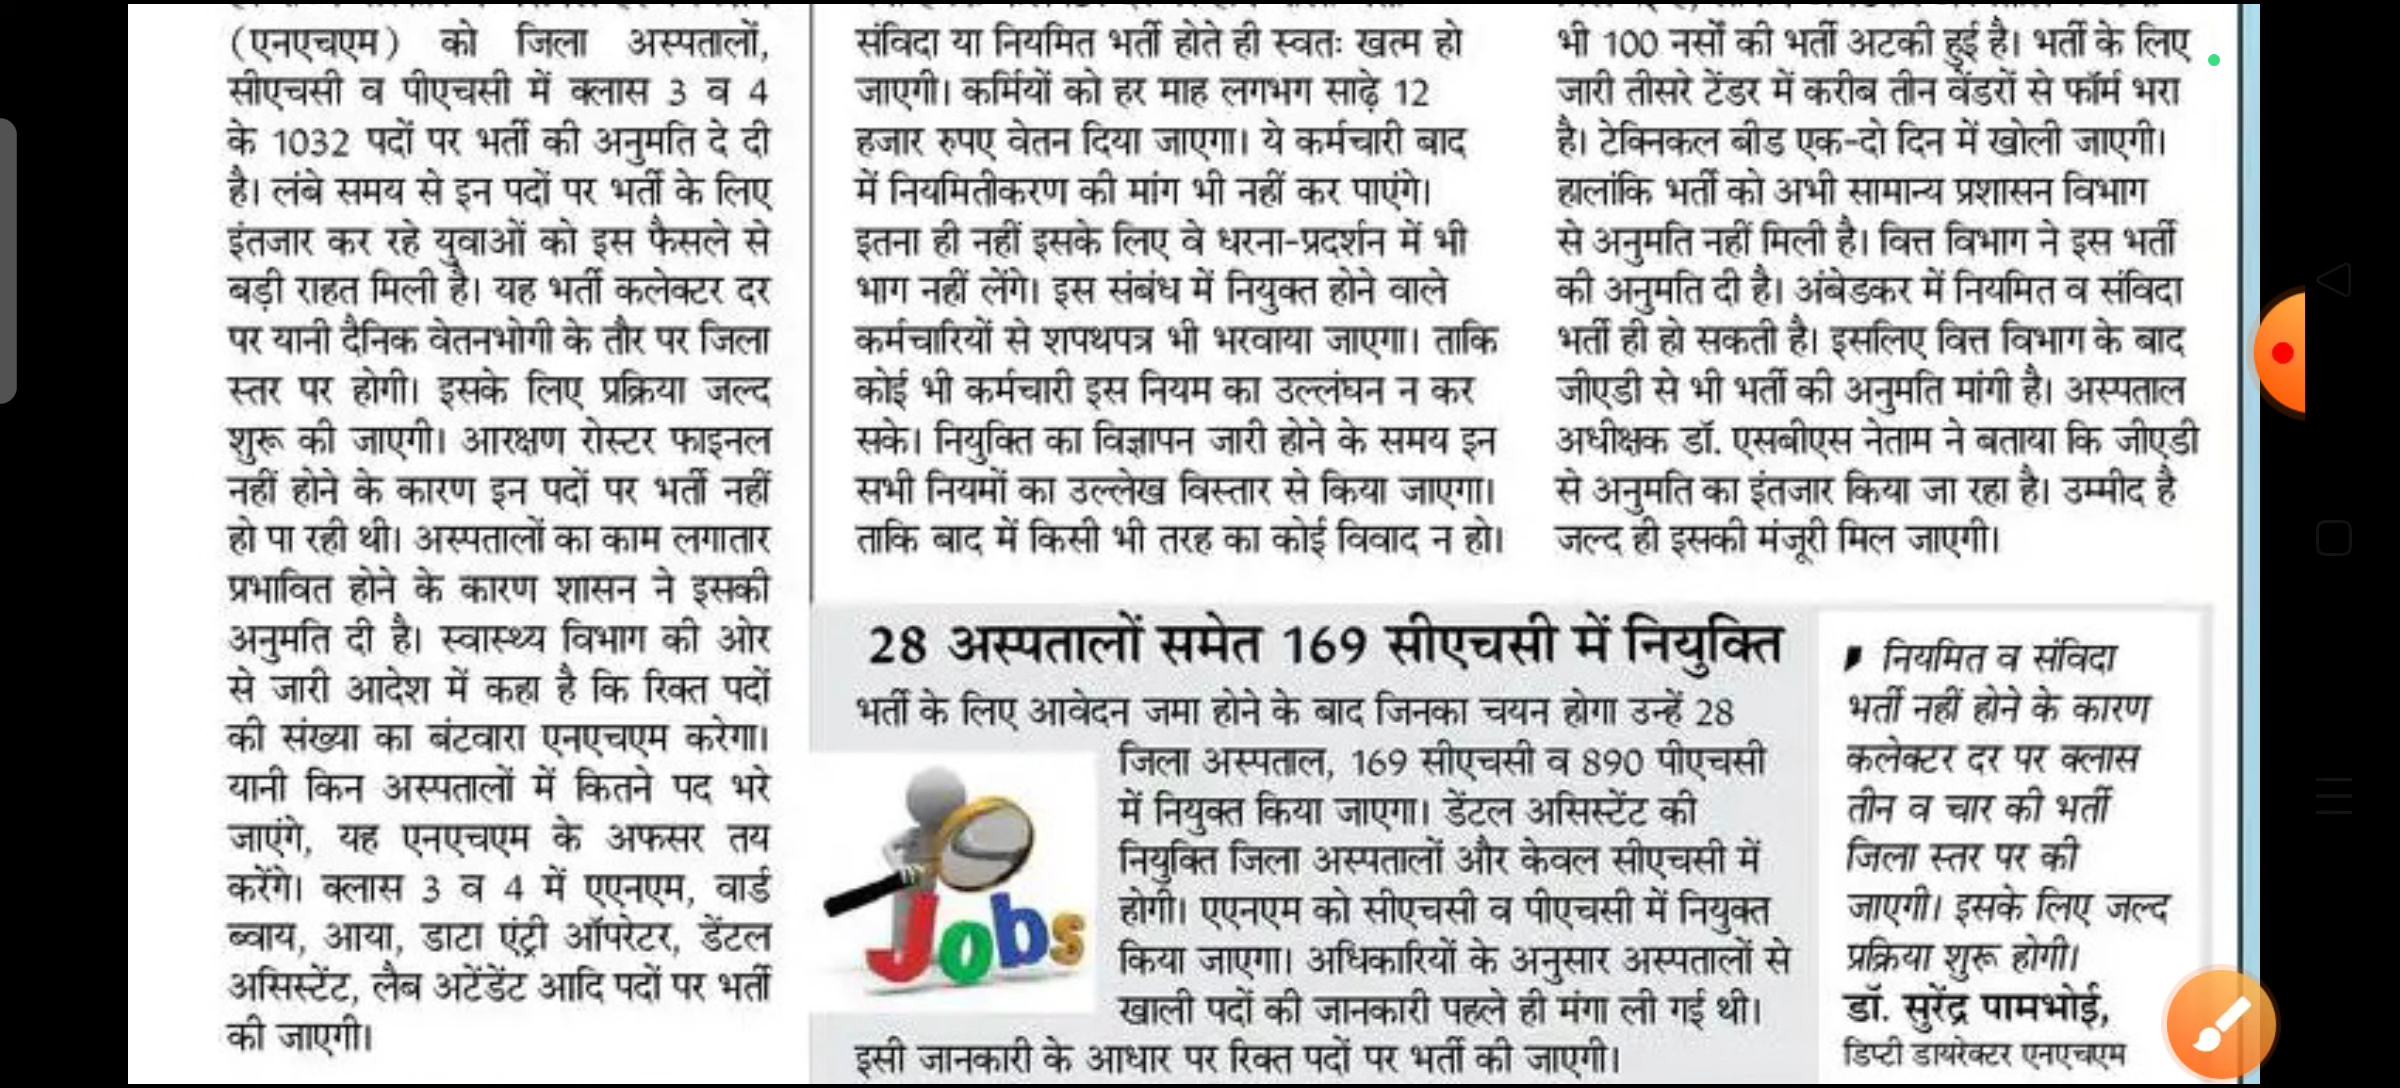 (एनएचएम) को जिला अस्पतालों,
सीएचसी व पीएचसी में क्लास 3 व 4
के 1032 पदों पर भर्ती की अनुमति दे दी
है। लंबे समय से इन पदों पर भर्ती के लिए
इंतजार कर रहे युवाओं को इस फैसले से
बड़ी राहत मिली है। यह भर्ती कलेक्टर दर
पर यानी दैनिक वेतनभोगी के तौर पर जिला
स्तर पर होगी। इसके लिए प्रक्रिया जल्द
शुरू की जाएगी। आरक्षण रोस्टर फाइनल
नहीं होने के कारण इन पदों पर भर्ती नहीं
हो पा रही थी। अस्पतालों का काम लगातार
प्रभावित होने के कारण शासन ने इसकी
अनुमति दी है। स्वास्थ्य विभाग की ओर
से जारी आदेश में कहा है कि रिक्त पदों
की संख्या का बंटवारा एनएचएम करेगा।
यानी किन अस्पतालों में कितने पद भरे
जाएंगे, यह एनएचएम के अफसर तय
करेंगे। क्लास 3 व 4 में एएनएम, वार्ड
ब्वाय, आया, डाटा एंट्री ऑपरेटर, डेंटल
असिस्टेंट, लैब अटेंडेंट आदि पदों पर भर्ती
की जाएगी।
संविदा या नियमित भर्ती होते ही स्वतः खत्म हो
जाएगी। कर्मियों को हर माह लगभग साढ़े 12
हजार रुपए वेतन दिया जाएगा। ये कर्मचारी बाद
में नियमितीकरण की मांग भी नहीं कर पाएंगे।
इतना ही नहीं इसके लिए वे धरना-प्रदर्शन में भी
भाग नहीं लेंगे। इस संबंध में नियुक्त होने वाले
कर्मचारियों से शपथपत्र भी भरवाया जाएगा। ताकि
कोई भी कर्मचारी इस नियम का उल्लंघन न कर
सके। नियुक्ति का विज्ञापन जारी होने के समय इन
सभी नियमों का उल्लेख विस्तार से किया जाएगा।
ताकि बाद में किसी भी तरह का कोई विवाद न हो।
भी 100 नर्सों की भर्ती अटकी हुई है। भर्ती के लिए
जारी तीसरे टेंडर में करीब तीन वेंडरों से फॉर्म भरा
है। टेक्निकल बीड एक-दो दिन में खोली जाएगी।
हालांकि भर्ती को अभी सामान्य प्रशासन विभाग
से अनुमति नहीं मिली है। वित्त विभाग ने इस भर्ती
की अनुमति दी है। अंबेडकर में नियमित व संविदा
भर्ती ही हो सकती है। इसलिए वित्त विभाग के बाद
जीएडी से भी भर्ती की अनुमति मांगी है। अस्पताल
अधीक्षक डॉ. एसबीएस नेताम ने बताया कि जीएडी
से अनुमति का इंतजार किया जा रहा है। उम्मीद है
जल्द ही इसकी मंजूरी मिल जाएगी।
28 अस्पतालों समेत 169 सीएचसी में नियुक्ति
भर्ती के लिए आवेदन जमा होने के बाद जिनका चयन होगा उन्हें 28
जिला अस्पताल, 169 सीएचसी व 890 पीएचसी
में नियुक्त किया जाएगा। डेंटल असिस्टेंट की
नियुक्ति जिला अस्पतालों और केवल सीएचसी में
होगी। एएनएम को सीएचसी व पीएचसी में नियुक्त
किया जाएगा। अधिकारियों के अनुसार अस्पतालों से
खाली पदों की जानकारी पहले ही मंगा ली गई थी।
इसी जानकारी के आधार पर रिक्त पदों पर भर्ती की जाएगी।
Jobs
नियमित व संविदा
भर्ती नहीं होने के कारण
कलेक्टर दर पर क्लास
तीन व चार की भर्ती
जिला स्तर पर की
जाएगी। इसके लिए जल्द
प्रक्रिया शुरू होगी।
डॉ. सुरेंद्र पामभोई,
डिप्टी डायरेक्टर एनएचएम